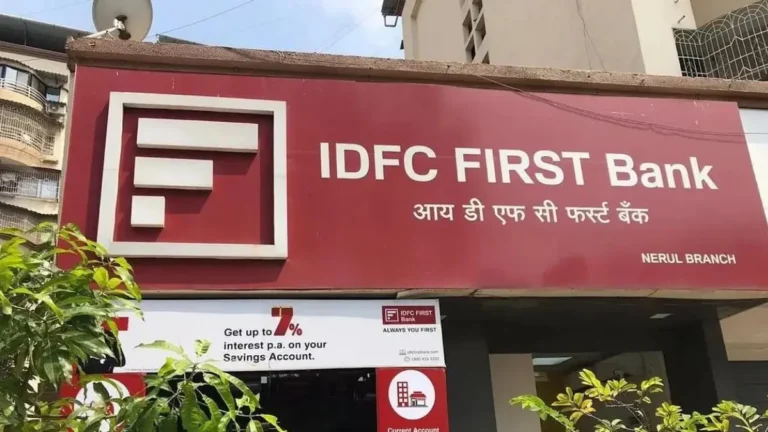 IDFC FIRST Bank
आय डी एफ सी फर्स्ट बँक
NERUL BRANCH
Get up to 7%
interest p.a. on your
Savings Account.
IDFC FIRST
Bank
ALWAYS YOU FIRST
Current Account